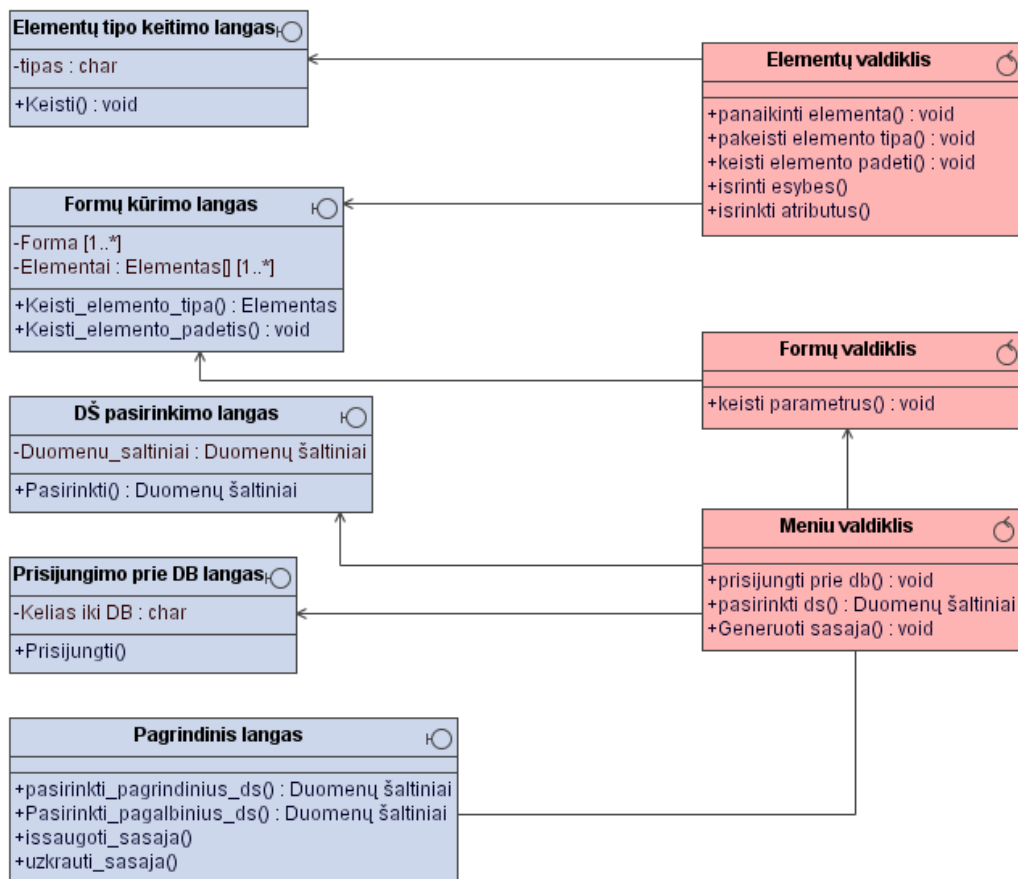 Elementų tipo keitimo langas
-tipas : char
+Keisti() : void
Formų kūrimo langas
-Forma [1..*]
-Elementai : Elementas[] [1..*]
+Keisti_elemento_tipa() : Elementas
+Keisti_elemento_padetis() : void
DŠ pasirinkimo langas
-Duomenu_saltiniai : Duomenų šaltiniai
+Pasirinkti() : Duomenų šaltiniai
Prisijungimo prie DB langas
-Kelias iki DB : char
+Prisijungti()
Pagrindinis langas
+pasirinkti_pagrindinius_ds() : Duomenų šaltiniai
+Pasirinkti_pagalbinius_ds() : Duomenų šaltiniai
+issaugoti_sasaja()
+uzkrauti_sasaja()
Elementų valdiklis
+panaikinti elementa() : void
+pakeisti elemento tipa() : void
+keisti elemento padeti() : void
+isrinti esybes()
+isrinkti atributus()
Formų valdiklis
+keisti parametrus() : void
Meniu valdiklis
+prisijungti prie db() : void
+pasirinkti ds() : Duomenų šaltiniai
+Generuoti sasaja() : void